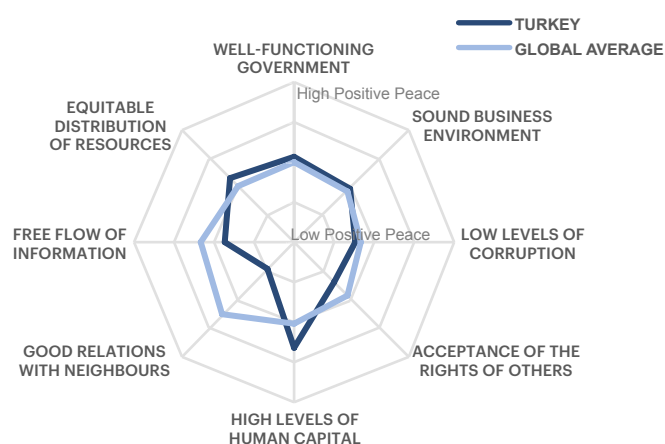 TURKEY
GLOBAL AVERAGE
WELL-FUNCTIONING
GOVERNMENT
High Positive Peace
EQUITABLE
DISTRIBUTION
OF RESOURCES
SOUND BUSINESS
ENVIRONMENT
FREE FLOW OF
INFORMATION
Low Positive Peace
LOW LEVELS OF
CORRUPTION
GOOD RELATIONS
WITH NEIGHBOURS
ACCEPTANCE OF THE
RIGHTS OF OTHERS
HIGH LEVELS OF
HUMAN CAPITAL